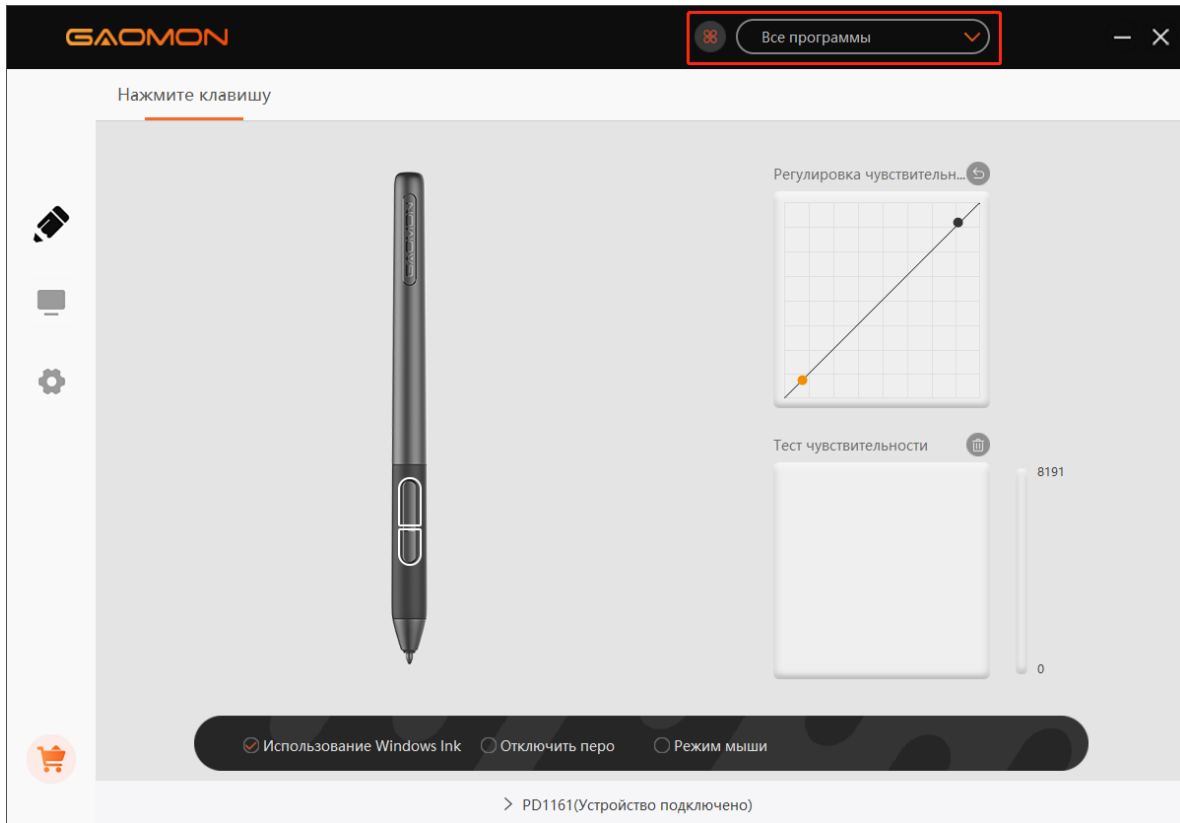 GAOMON
Все программы
Нажмите клавишу
GAOMON
Регулировка чувствительн...
Тест чувствительности
8191
0
Использование Windows Ink
Отключить перо
Режим мыши
PD1161(Устройство подключено)